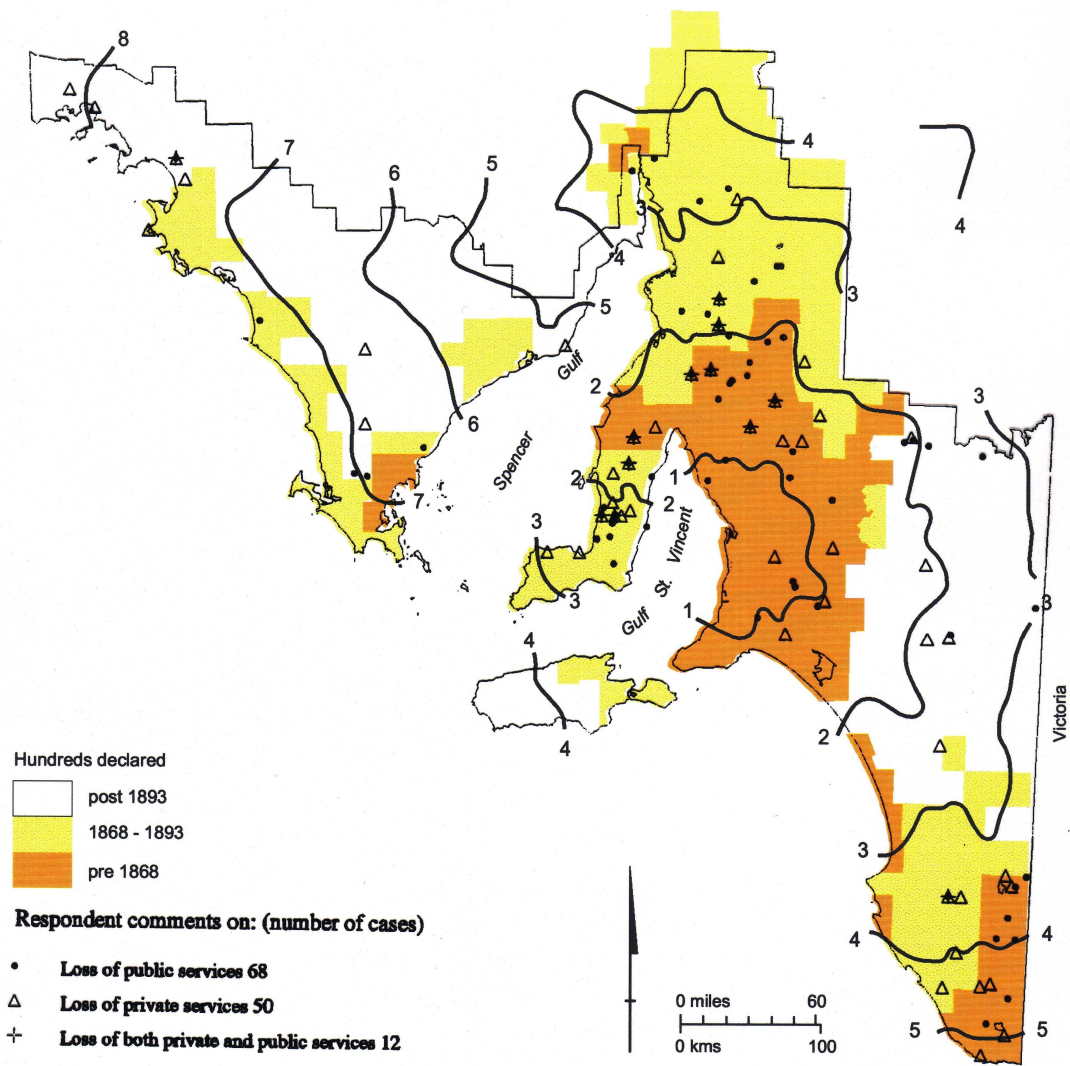 8
7
6
5
4
4
3
4
3
5
Gulf
2
6
3
Spencer
7
2
2
1
St. Vincent
3
3
Gulf
1
3
4
4
2
Victoria
3
4
4
5
5
Hundreds declared
post 1893
1868 - 1893
pre 1868
Respondent comments on: (number of cases)
Loss of public services 68
Loss of private services 50
Loss of both private and public services 12
0 miles 60
0 kms 100